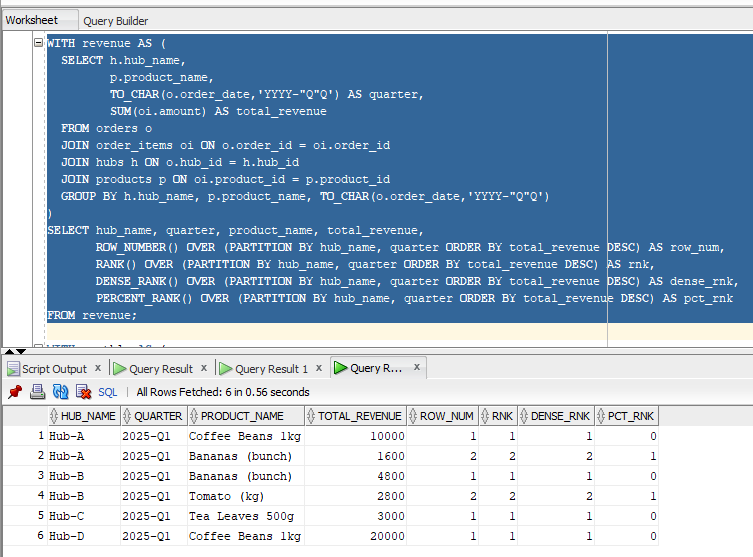 Worksheet Query Builder
WITH revenue AS (
SELECT h.hub_name,
p.product_name,
TO_CHAR(o.order_date,'YYYY-"Q"Q') AS quarter,
SUM(oi.amount) AS total_revenue
FROM orders o
JOIN order_items oi ON o.order_id = oi.order_id
JOIN hubs h ON o.hub_id = h.hub_id
JOIN products p ON oi.product_id = p.product_id
GROUP BY h.hub_name, p.product_name, TO_CHAR(o.order_date,'YYYY-"Q"Q')
)
SELECT hub_name, quarter, product_name, total_revenue,
ROW_NUMBER() OVER (PARTITION BY hub_name, quarter ORDER BY total_revenue DESC) AS row_num,
RANK() OVER (PARTITION BY hub_name, quarter ORDER BY total_revenue DESC) AS rnk,
DENSE_RANK() OVER (PARTITION BY hub_name, quarter ORDER BY total_revenue DESC) AS dense_rnk,
PERCENT_RANK() OVER (PARTITION BY hub_name, quarter ORDER BY total_revenue DESC) AS pct_rnk
FROM revenue;
Script Output x Query Result x Query Result 1 x Query R... x
SQL | All Rows Fetched: 6 in 0.56 seconds
HUB_NAME QUARTER PRODUCT_NAME TOTAL_REVENUE ROW_NUM RNK DENSE_RNK PCT_RNK
1 Hub-A 2025-Q1 Coffee Beans 1kg 10000 1 1 1 0
2 Hub-A 2025-Q1 Bananas (bunch) 1600 2 2 2 1
3 Hub-B 2025-Q1 Bananas (bunch) 4800 1 1 1 0
4 Hub-B 2025-Q1 Tomato (kg) 2800 2 2 2 1
5 Hub-C 2025-Q1 Tea Leaves 500g 3000 1 1 1 0
6 Hub-D 2025-Q1 Coffee Beans 1kg 20000 1 1 1 0